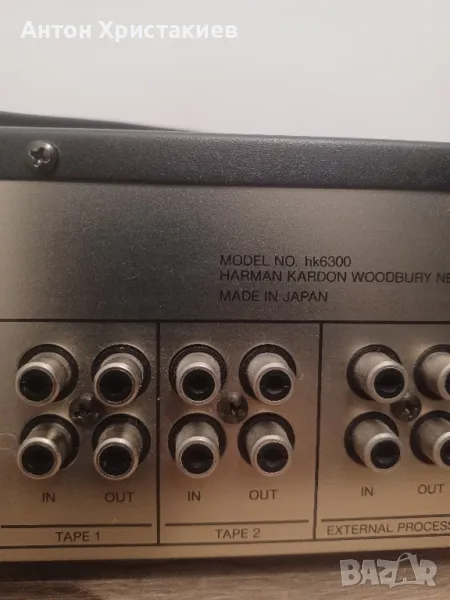 Антон Христакиев
MODEL NO. hk6300
HARMAN KARDON WOODBURY NE
MADE IN JAPAN
IN OUT IN OUT IN OUT
TAPE 1 TAPE 2 EXTERNAL PROCESS
BAZAR